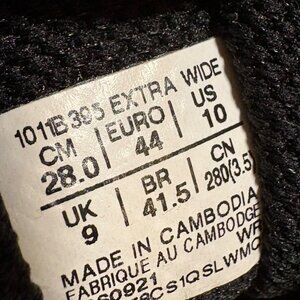 1011B395 EXTRA WIDE
CM | EURO | US
28.0 | 44 | 10
UK | BR | CN
9 | 41.5 | 280(3.5)
MADE IN CAMBODIA
FABRIQUE AU CAMBODGE